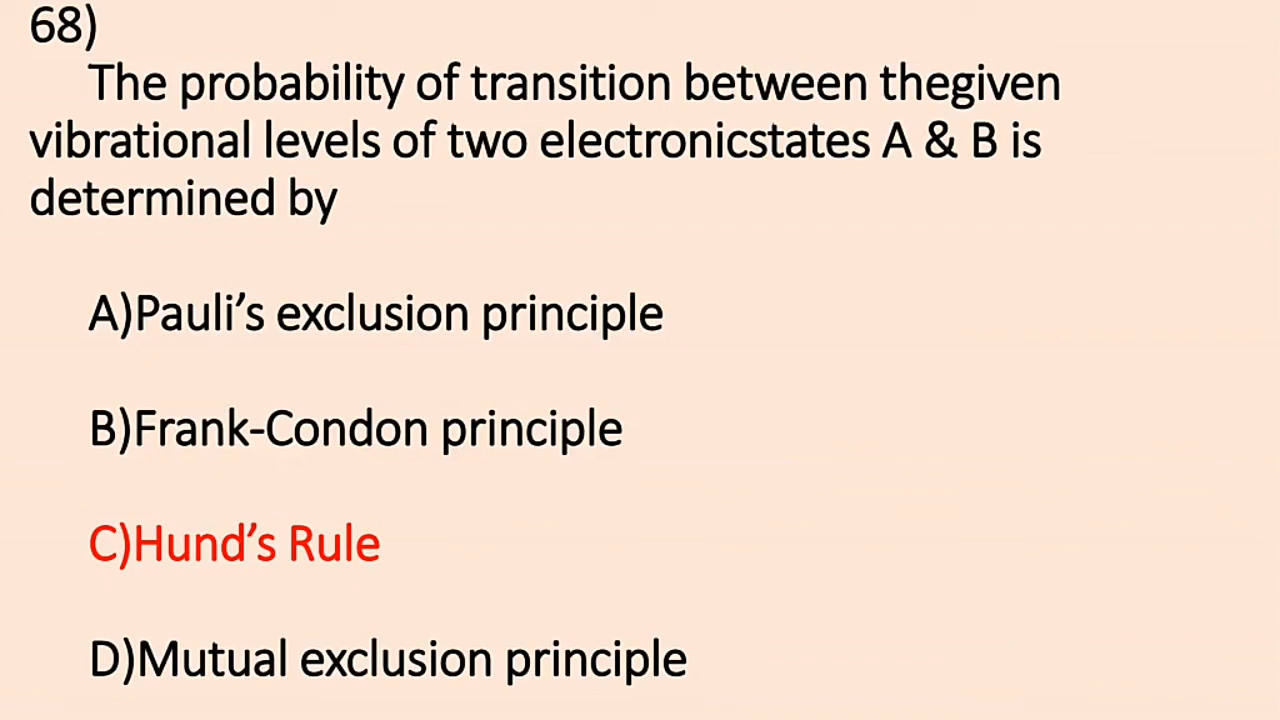 68)
The probability of transition between thegiven
vibrational levels of two electronicstates A & B is
determined by
A)Pauli’s exclusion principle
B)Frank-Condon principle
C)Hund’s Rule
D)Mutual exclusion principle